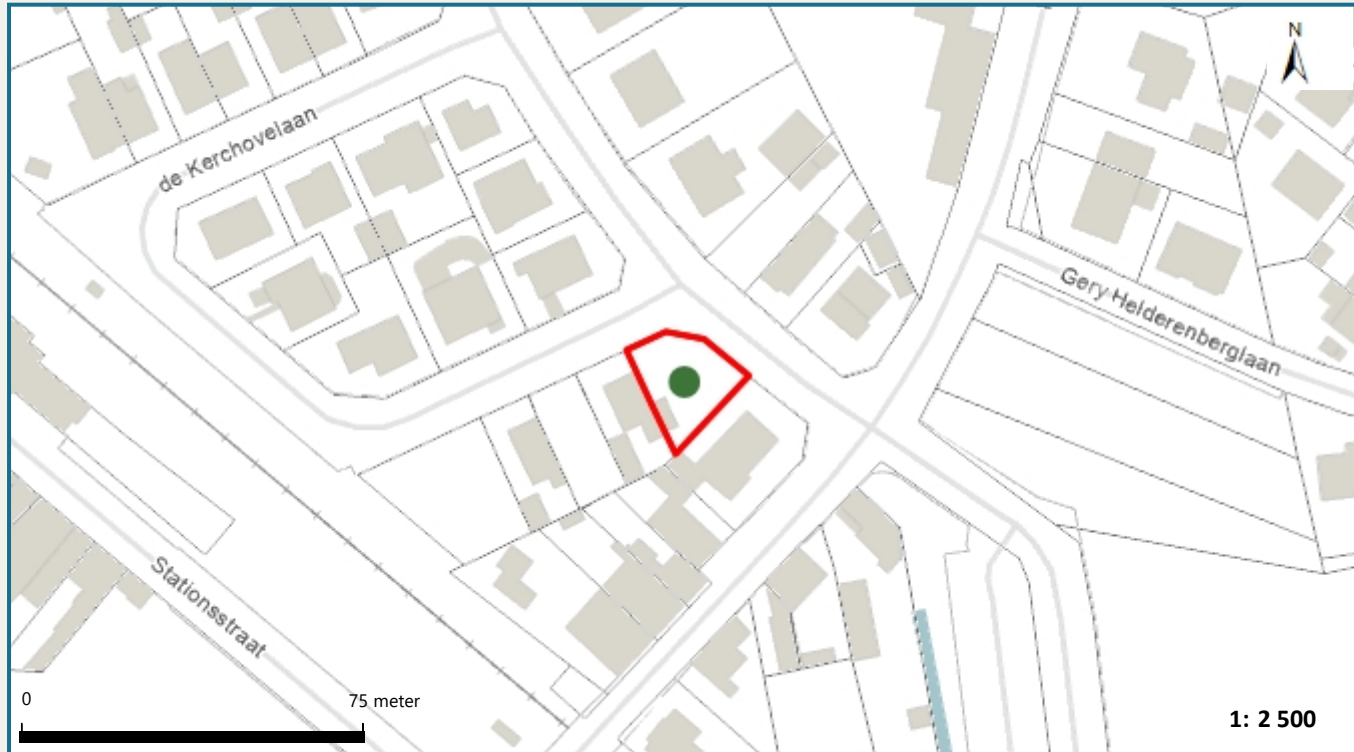 N
de Kerchovelaan
Gery Helderenberglaan
Stationsstraat
0 75 meter
1: 2 500